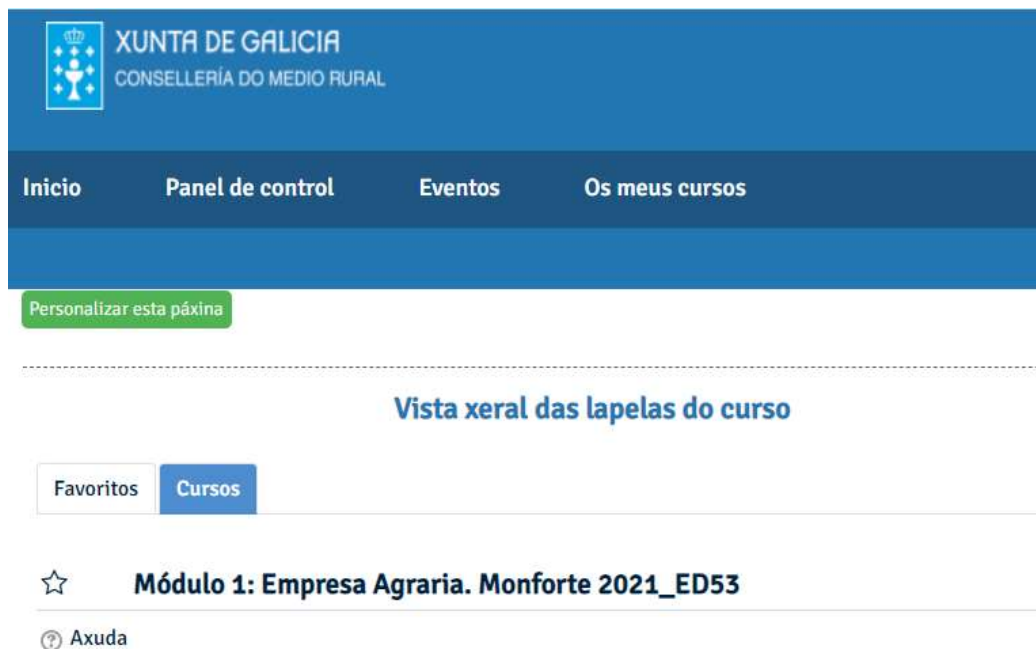 XUNTA DE GALICIA
CONSELLERÍA DO MEDIO RURAL
Inicio Panel de control Eventos Os meus cursos
Personalizar esta páxina
Vista xeral das lapelas do curso
Favoritos Cursos
Módulo 1: Empresa Agraria. Monforte 2021_ED53
Axuda